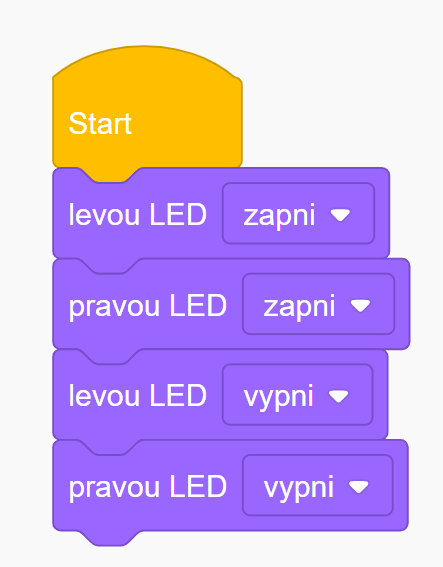 Start
levou LED zapni
pravou LED zapni
levou LED vypni
pravou LED vypni